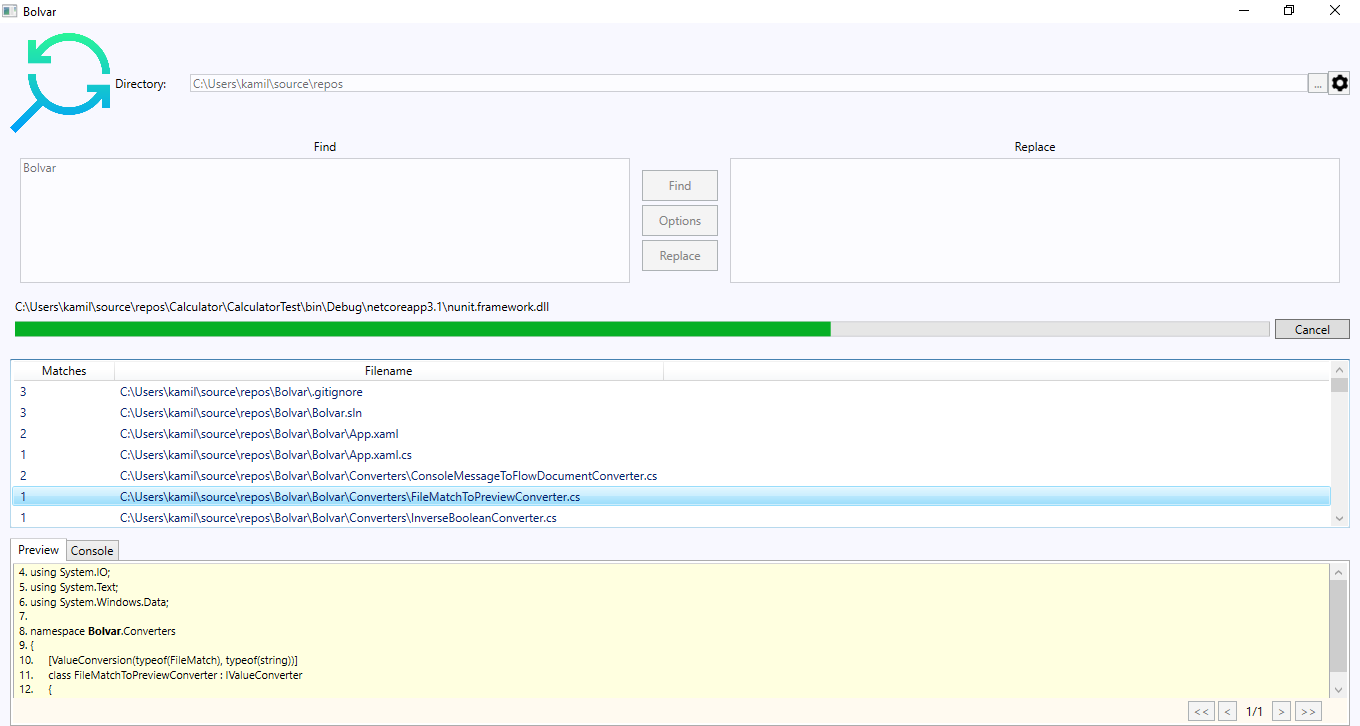 Bolvar
Directory: C:\Users\kamil\source\repos ...
Find Replace
Bolvar
Find
Options
Replace
C:\Users\kamil\source\repos\Calculator\CalculatorTest\bin\Debug\netcoreapp3.1\nunit.framework.dll
Cancel
Matches Filename
3 C:\Users\kamil\source\repos\Bolvar\.gitignore
3 C:\Users\kamil\source\repos\Bolvar\Bolvar.sln
2 C:\Users\kamil\source\repos\Bolvar\Bolvar\App.xaml
1 C:\Users\kamil\source\repos\Bolvar\Bolvar\App.xaml.cs
2 C:\Users\kamil\source\repos\Bolvar\Bolvar\Converters\ConsoleMessageToFlowDocumentConverter.cs
1 C:\Users\kamil\source\repos\Bolvar\Bolvar\Converters\FileMatchToPreviewConverter.cs
1 C:\Users\kamil\source\repos\Bolvar\Bolvar\Converters\InverseBooleanConverter.cs
Preview Console
4. using System.IO;
5. using System.Text;
6. using System.Windows.Data;
7.
8. namespace Bolvar.Converters
9. {
10. [ValueConversion(typeof(FileMatch), typeof(string))]
11. class FileMatchToPreviewConverter : IValueConverter
12. {
<< < 1/1 > >>